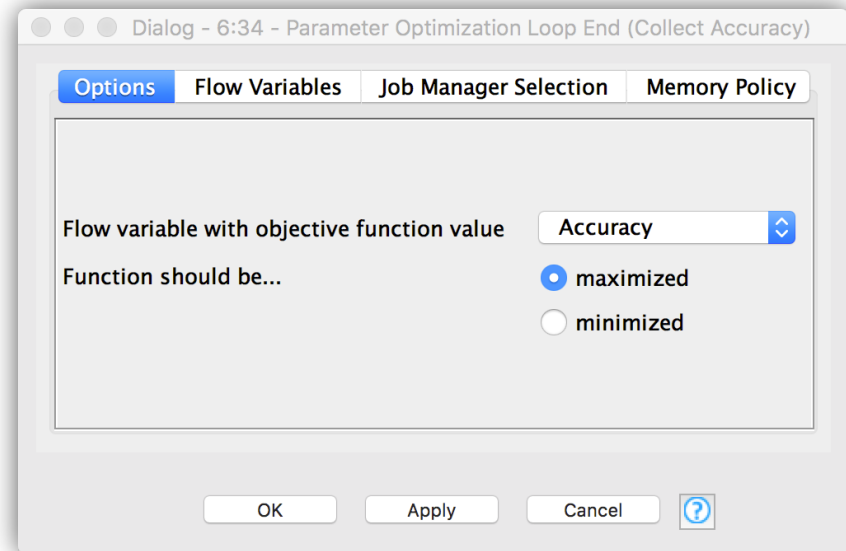 Dialog - 6:34 - Parameter Optimization Loop End (Collect Accuracy)
Options Flow Variables Job Manager Selection Memory Policy
Flow variable with objective function value Accuracy
Function should be... maximized
minimized
OK Apply Cancel ?